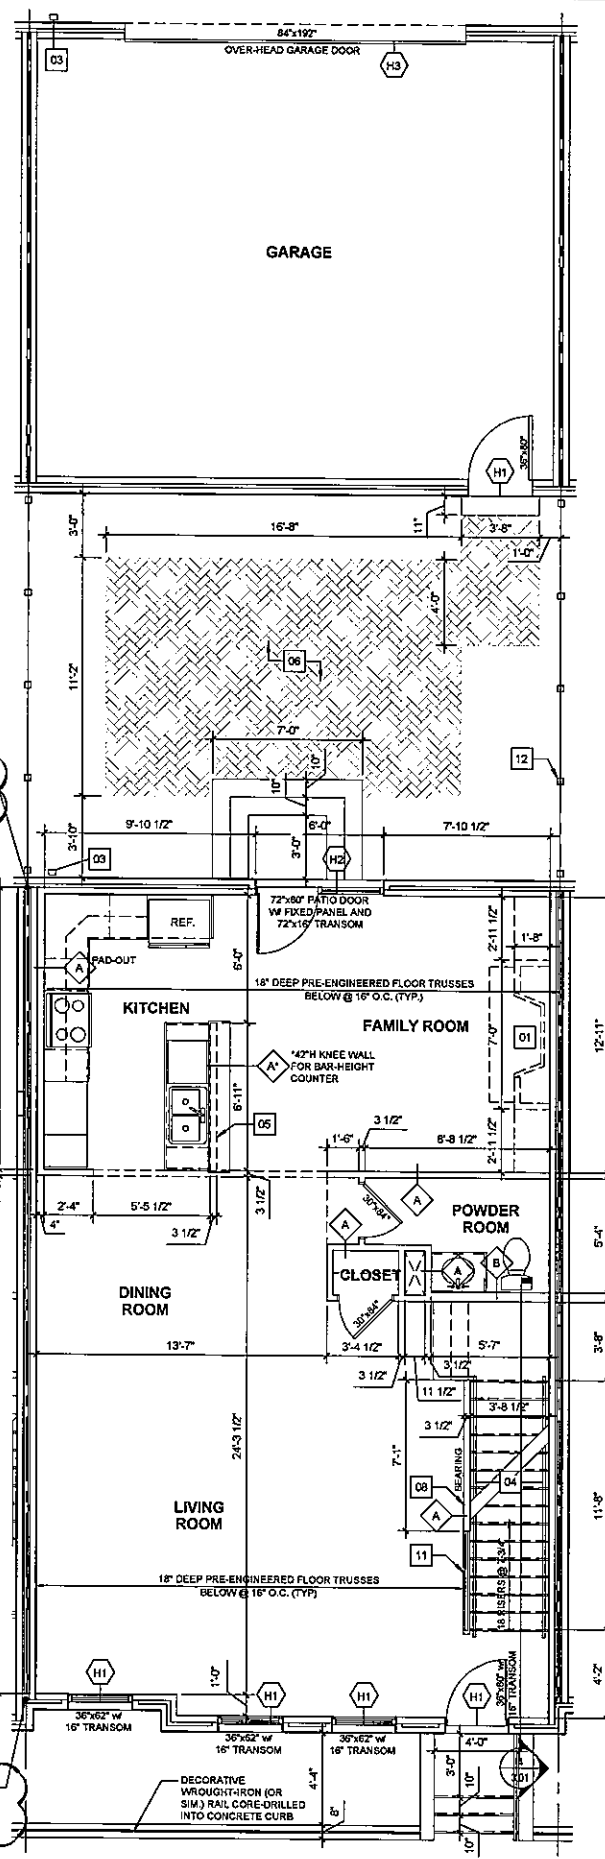 84"x192"
OVER-HEAD GARAGE DOOR
03
H3
GARAGE
36"x80"
H1
3'-0"
16'-8"
11"
3'-8"
1'-0"
4'-0"
11'-2"
06
7'-0"
10"
10"
12
3'-10"
9'-10 1/2"
6'-0"
7'-10 1/2"
3'-0"
03
H2
72"x80" PATIO DOOR
W/ FIXED PANEL AND
72"x16" TRANSOM
REF.
6'-0"
2'-11 1/2"
1'-8"
A
PAD-OUT
18" DEEP PRE-ENGINEERED FLOOR TRUSSES
BELOW @ 16" O.C. (TYP.)
KITCHEN
FAMILY ROOM
7'-0"
01
12'-11"
A*
*42"H KNEE WALL
FOR BAR-HEIGHT
COUNTER
6'-11"
05
3 1/2"
1'-6"
8'-8 1/2"
2'-11 1/2"
2'-4"
5'-5 1/2"
4"
3 1/2"
3 1/2"
30"x84"
A
A
POWDER
ROOM
5'-4"
CLOSET
A
B
DINING
ROOM
30"x84"
13'-7"
3'-4 1/2"
5'-7"
3'-8"
3 1/2"
11 1/2"
3 1/2"
3'-8 1/2"
3 1/2"
24'-3 1/2"
7'-1"
BEARING
08
04
A
11'-8"
LIVING
ROOM
11
18 RISERS @ 7-3/4"
18" DEEP PRE-ENGINEERED FLOOR TRUSSES
BELOW @ 16" O.C. (TYP)
H1
1'-0"
H1
H1
H1
36"x80" w/
16" TRANSOM
4'-2"
36"x62" w/
16" TRANSOM
36"x62" w/
16" TRANSOM
36"x62" w/
16" TRANSOM
4'-0"
3'-0"
4'-4"
10"
4
3.01
DECORATIVE
WROUGHT-IRON (OR
SIM.) RAIL CORE-DRILLED
INTO CONCRETE CURB
8"
10"